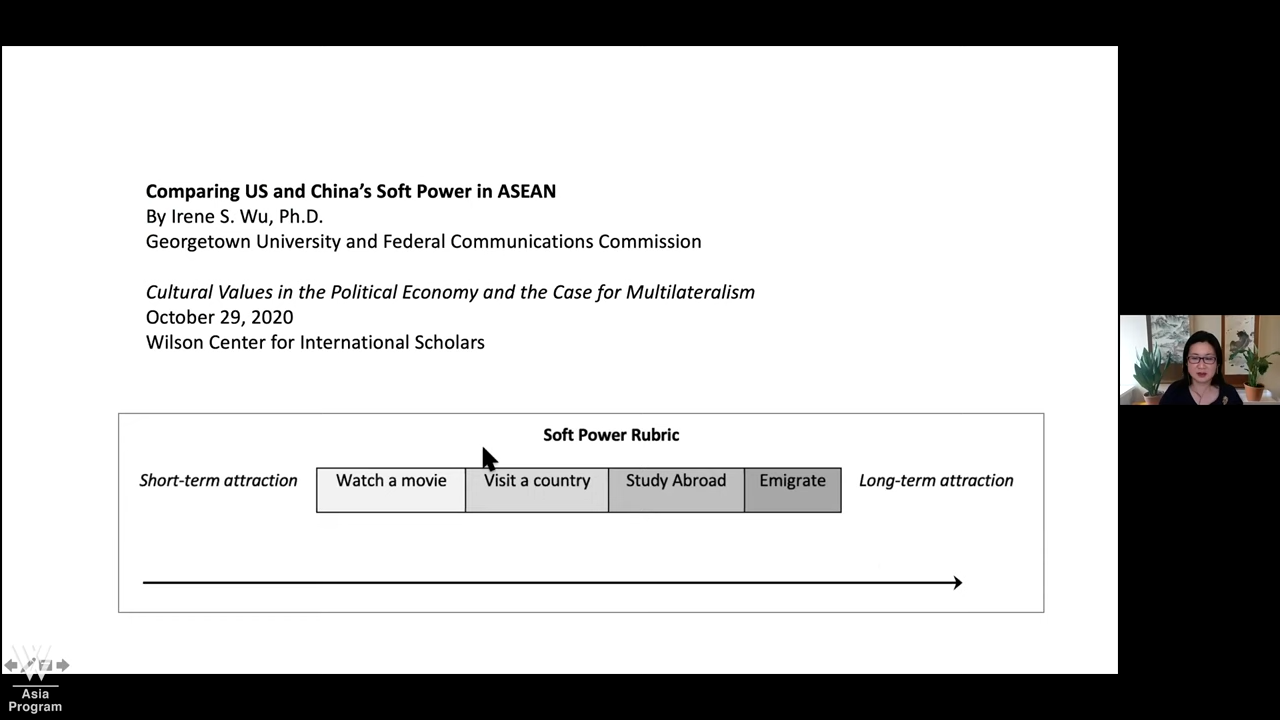 Comparing US and China’s Soft Power in ASEAN
By Irene S. Wu, Ph.D.
Georgetown University and Federal Communications Commission
Cultural Values in the Political Economy and the Case for Multilateralism
October 29, 2020
Wilson Center for International Scholars
Soft Power Rubric
Short-term attraction Watch a movie Visit a country Study Abroad Emigrate Long-term attraction
W
Asia
Program